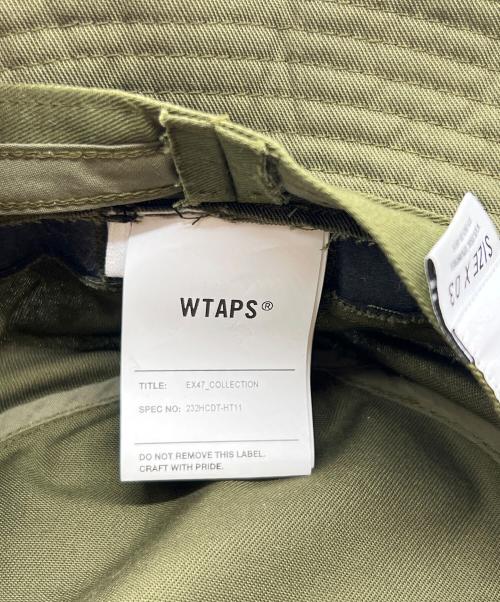 WTAPS®
TITLE: EX47_COLLECTION
SPEC NO: 232HCDT-HT11
DO NOT REMOVE THIS LABEL.
CRAFT WITH PRIDE.
SIZE X 03